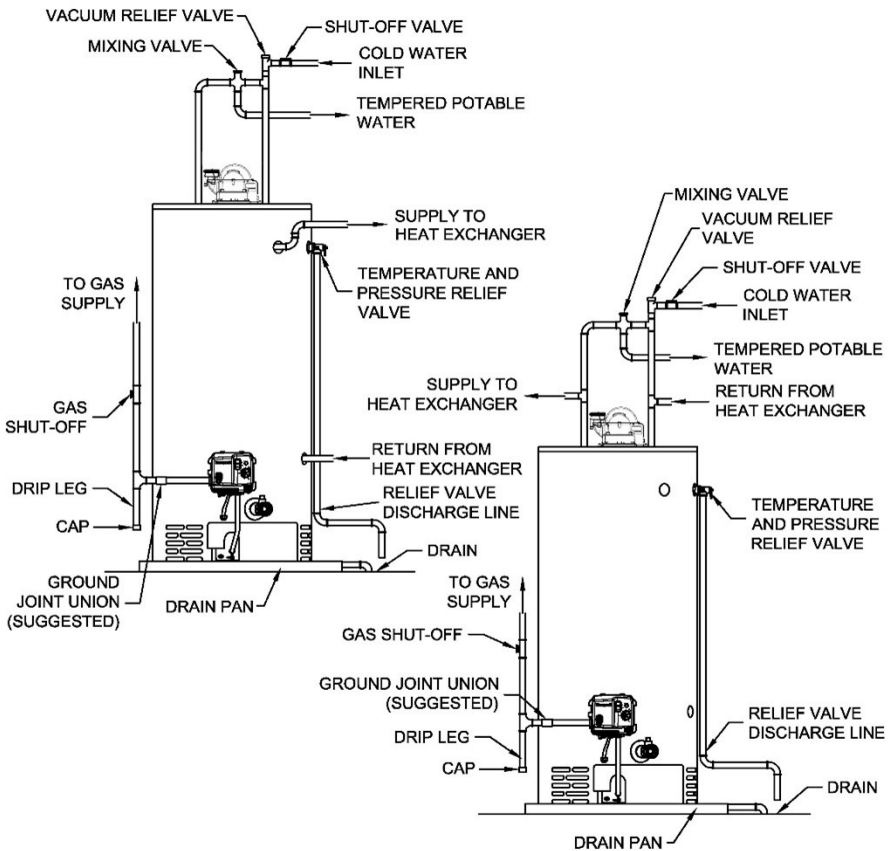 VACUUM RELIEF VALVE
SHUT-OFF VALVE
MIXING VALVE
COLD WATER
INLET
TEMPERED POTABLE
WATER
SUPPLY TO
HEAT EXCHANGER
TO GAS
SUPPLY
TEMPERATURE AND
PRESSURE RELIEF
VALVE
GAS
SHUT-OFF
RETURN FROM
HEAT EXCHANGER
DRIP LEG
RELIEF VALVE
DISCHARGE LINE
CAP
DRAIN
GROUND
JOINT UNION
(SUGGESTED)
DRAIN PAN
MIXING VALVE
VACUUM RELIEF
VALVE
SHUT-OFF VALVE
COLD WATER
INLET
TEMPERED POTABLE
WATER
SUPPLY TO
HEAT EXCHANGER
RETURN FROM
HEAT EXCHANGER
TEMPERATURE
AND PRESSURE
RELIEF VALVE
TO GAS
SUPPLY
GAS SHUT-OFF
GROUND JOINT UNION
(SUGGESTED)
DRIP LEG
RELIEF VALVE
DISCHARGE LINE
CAP
DRAIN
DRAIN PAN